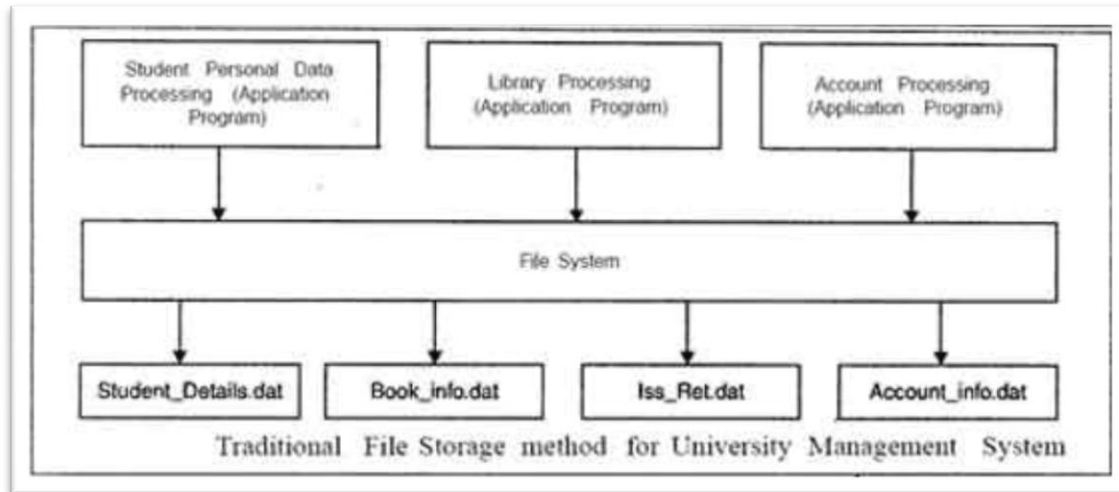 Student Personal Data
Processing (Application
Program)
Library Processing
(Application Program)
Account Processing
(Application Program)
File System
Student_Details.dat
Book_info.dat
Iss_Ret.dat
Account_info.dat
Traditional File Storage method for University Management System